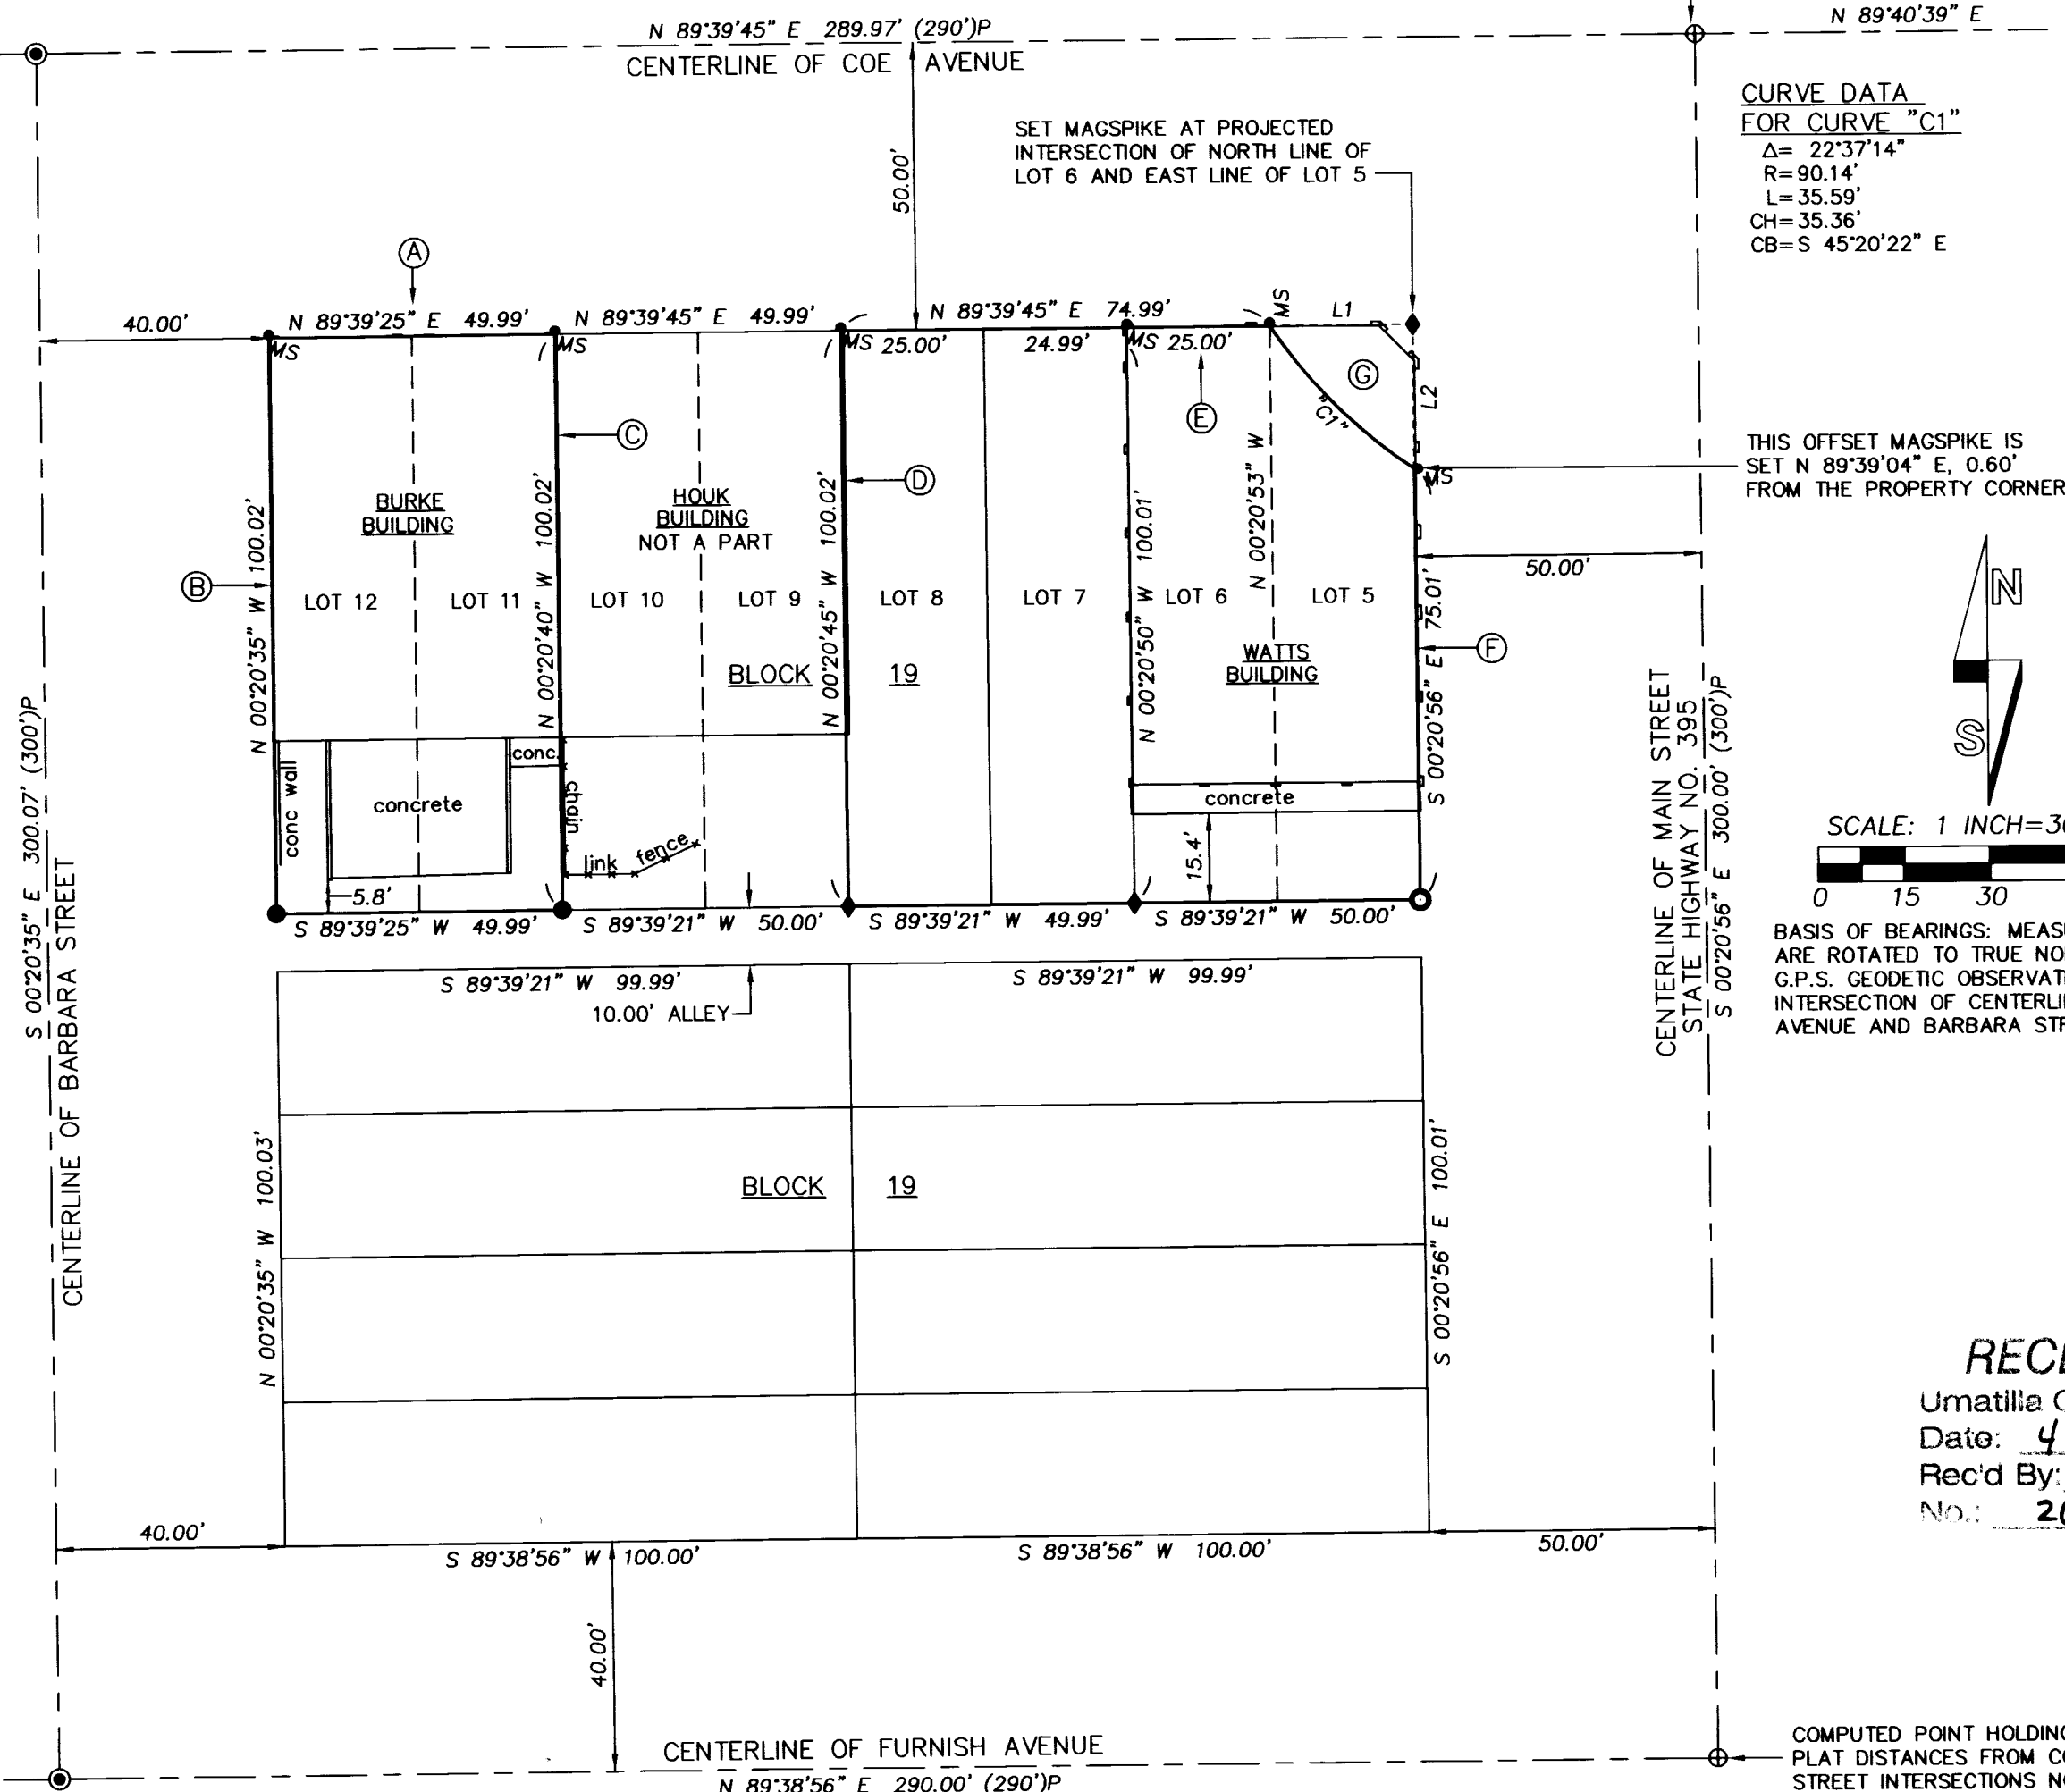 N 89°39'45" E 289.97' (290')P
CENTERLINE OF COE AVENUE
N 89°40'39" E
CURVE DATA
FOR CURVE "C1"
Δ= 22°37'14"
R=90.14'
L=35.59'
CH=35.36'
CB=S 45°20'22" E
SET MAGSPIKE AT PROJECTED
INTERSECTION OF NORTH LINE OF
LOT 6 AND EAST LINE OF LOT 5
50.00'
A
40.00'
N 89°39'25" E 49.99'
N 89°39'45" E 49.99'
N 89°39'45" E 74.99'
MS
L1
MS
MS
MS
25.00'
24.99'
MS
25.00'
E
G
"C1"
L2
C
D
THIS OFFSET MAGSPIKE IS
SET N 89°39'04" E, 0.60'
FROM THE PROPERTY CORNER
MS
BURKE
BUILDING
HOUK
BUILDING
NOT A PART
N 00°20'35" W 100.02'
N 00°20'40" W 100.02'
N 00°20'45" W 100.02'
N 00°20'50" W 100.01'
N 00°20'53" W
S 00°20'56" E 75.01'
50.00'
B
LOT 12
LOT 11
LOT 10
LOT 9
LOT 8
LOT 7
LOT 6
LOT 5
F
N
S
BLOCK 19
WATTS
BUILDING
conc wall
concrete
conc.
chain
link
fence
concrete
15.4'
5.8'
S 89°39'25" W 49.99'
S 89°39'21" W 50.00'
S 89°39'21" W 49.99'
S 89°39'21" W 50.00'
S 00°20'35" E 300.07' (300')P
CENTERLINE OF BARBARA STREET
CENTERLINE OF MAIN STREET
STATE HIGHWAY NO. 395
S 00°20'56" E 300.00' (300')P
SCALE: 1 INCH=3
0 15 30
BASIS OF BEARINGS: MEAS
ARE ROTATED TO TRUE NO
G.P.S. GEODETIC OBSERVAT
INTERSECTION OF CENTERLI
AVENUE AND BARBARA ST
S 89°39'21" W 99.99'
S 89°39'21" W 99.99'
10.00' ALLEY
N 00°20'35" W 100.03'
BLOCK 19
S 00°20'56" E 100.01'
REC
Umatilla
Date: 4
Rec'd By:
No.: 2
40.00'
S 89°38'56" W 100.00'
S 89°38'56" W 100.00'
50.00'
40.00'
CENTERLINE OF FURNISH AVENUE
N 89°38'56" E 290.00' (290')P
COMPUTED POINT HOLDING
PLAT DISTANCES FROM CO
STREET INTERSECTIONS NO